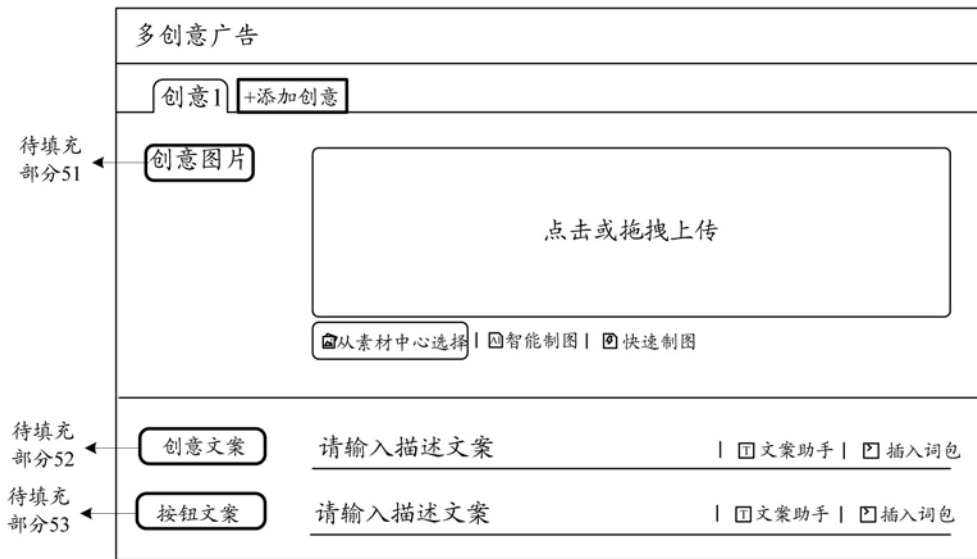 多创意广告
创意1 +添加创意
待填充
部分51
创意图片
点击或拖拽上传
从素材中心选择 | AI 智能制图 | 快速制图
待填充
部分52
创意文案 请输入描述文案 | T 文案助手 | 插入词包
待填充
部分53
按钮文案 请输入描述文案 | T 文案助手 | 插入词包